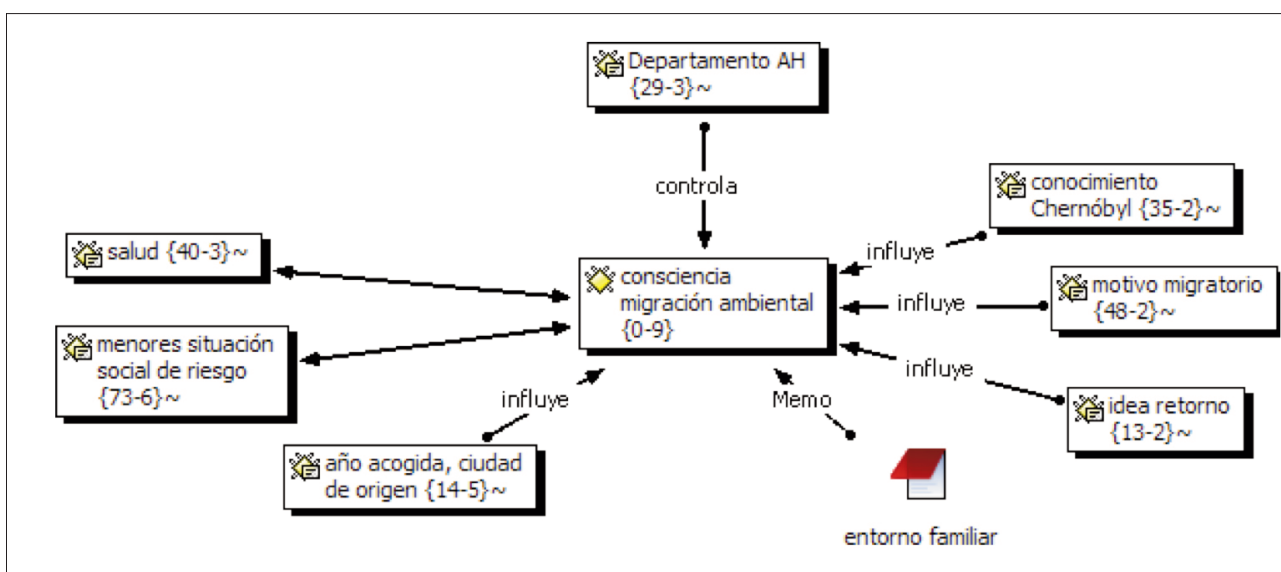 Departamento AH
{29-3}~
controla
conocimiento
Chernóbyl {35-2}~
influye
salud {40-3}~
consciencia
migración ambiental
{0-9}
motivo migratorio
{48-2}~
influye
menores situación
social de riesgo
{73-6}~
influye
idea retorno
{13-2}~
influye
Memo
año acogida, ciudad
de origen {14-5}~
entorno familiar